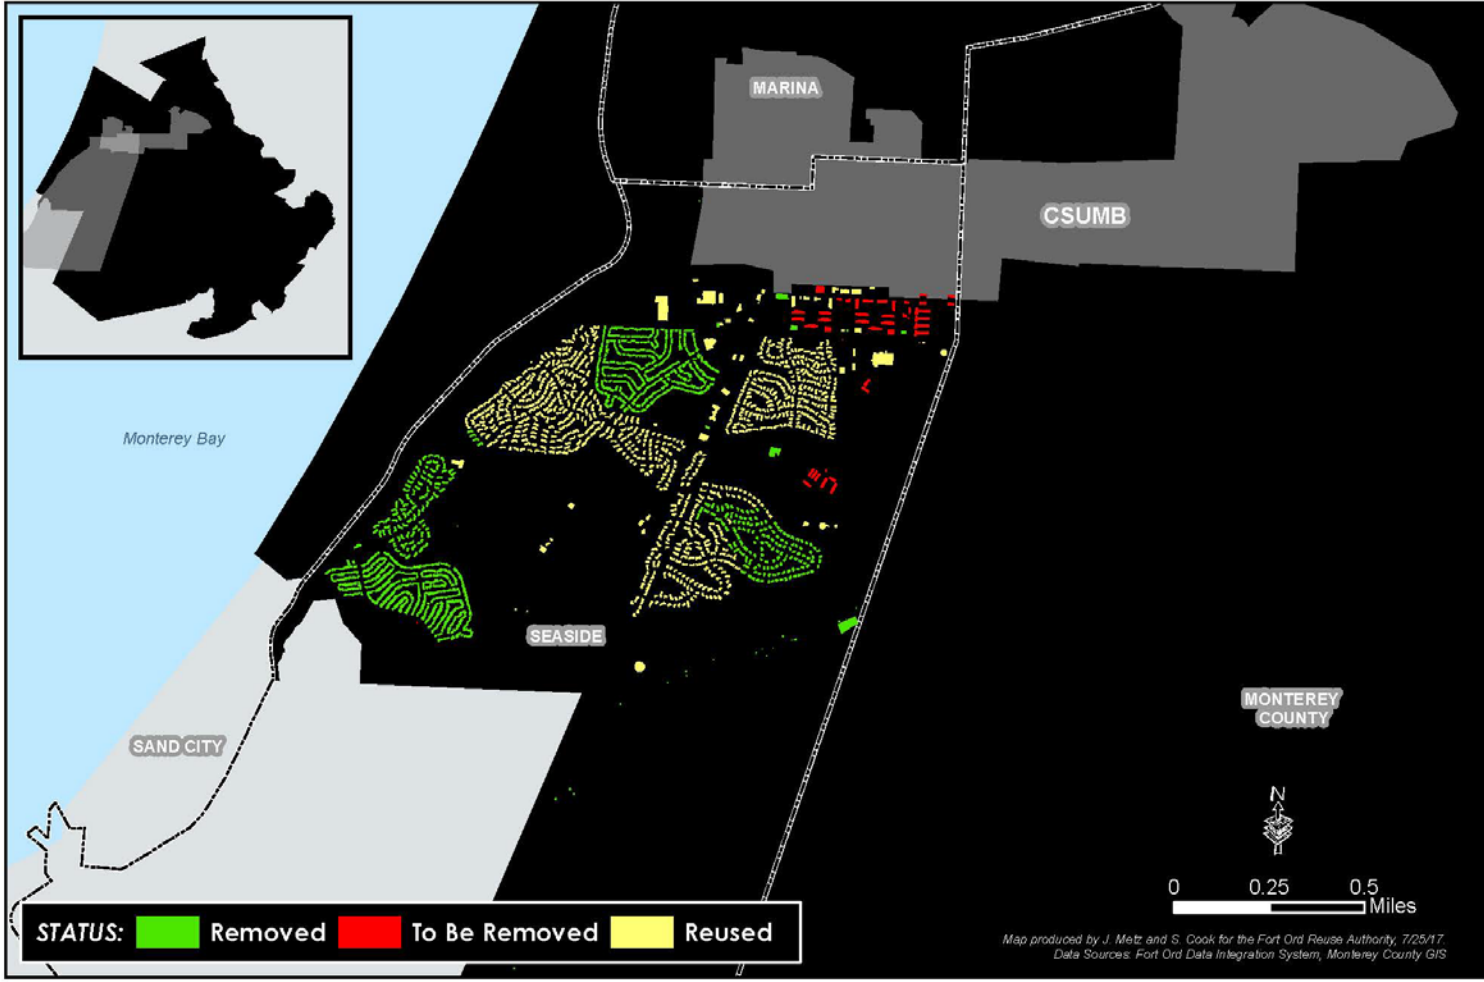 MARINA
CSUMB
Monterey Bay
SEASIDE
MONTEREY
COUNTY
SAND CITY
N
0 0.25 0.5
Miles
STATUS: Removed To Be Removed Reused
Map produced by J. Metz and S. Cook for the Fort Ord Reuse Authority, 7/25/17.
Data Sources: Fort Ord Data Integration System, Monterey County GIS